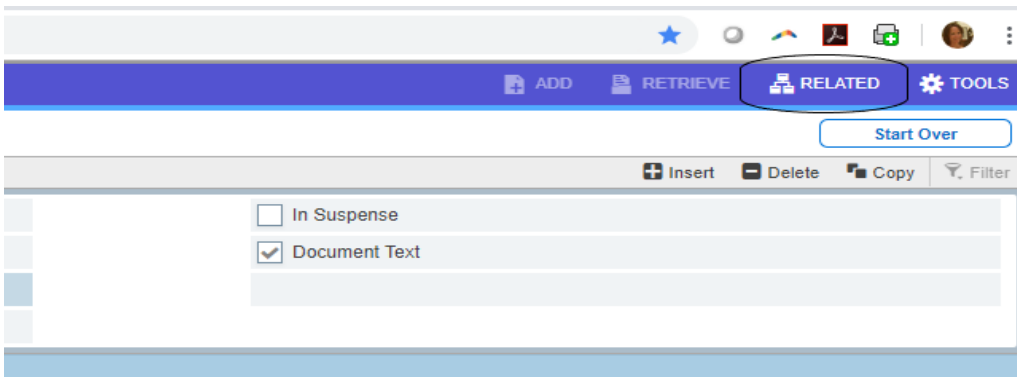 ADD RETRIEVE RELATED TOOLS
Start Over
Insert Delete Copy Filter
In Suspense
Document Text